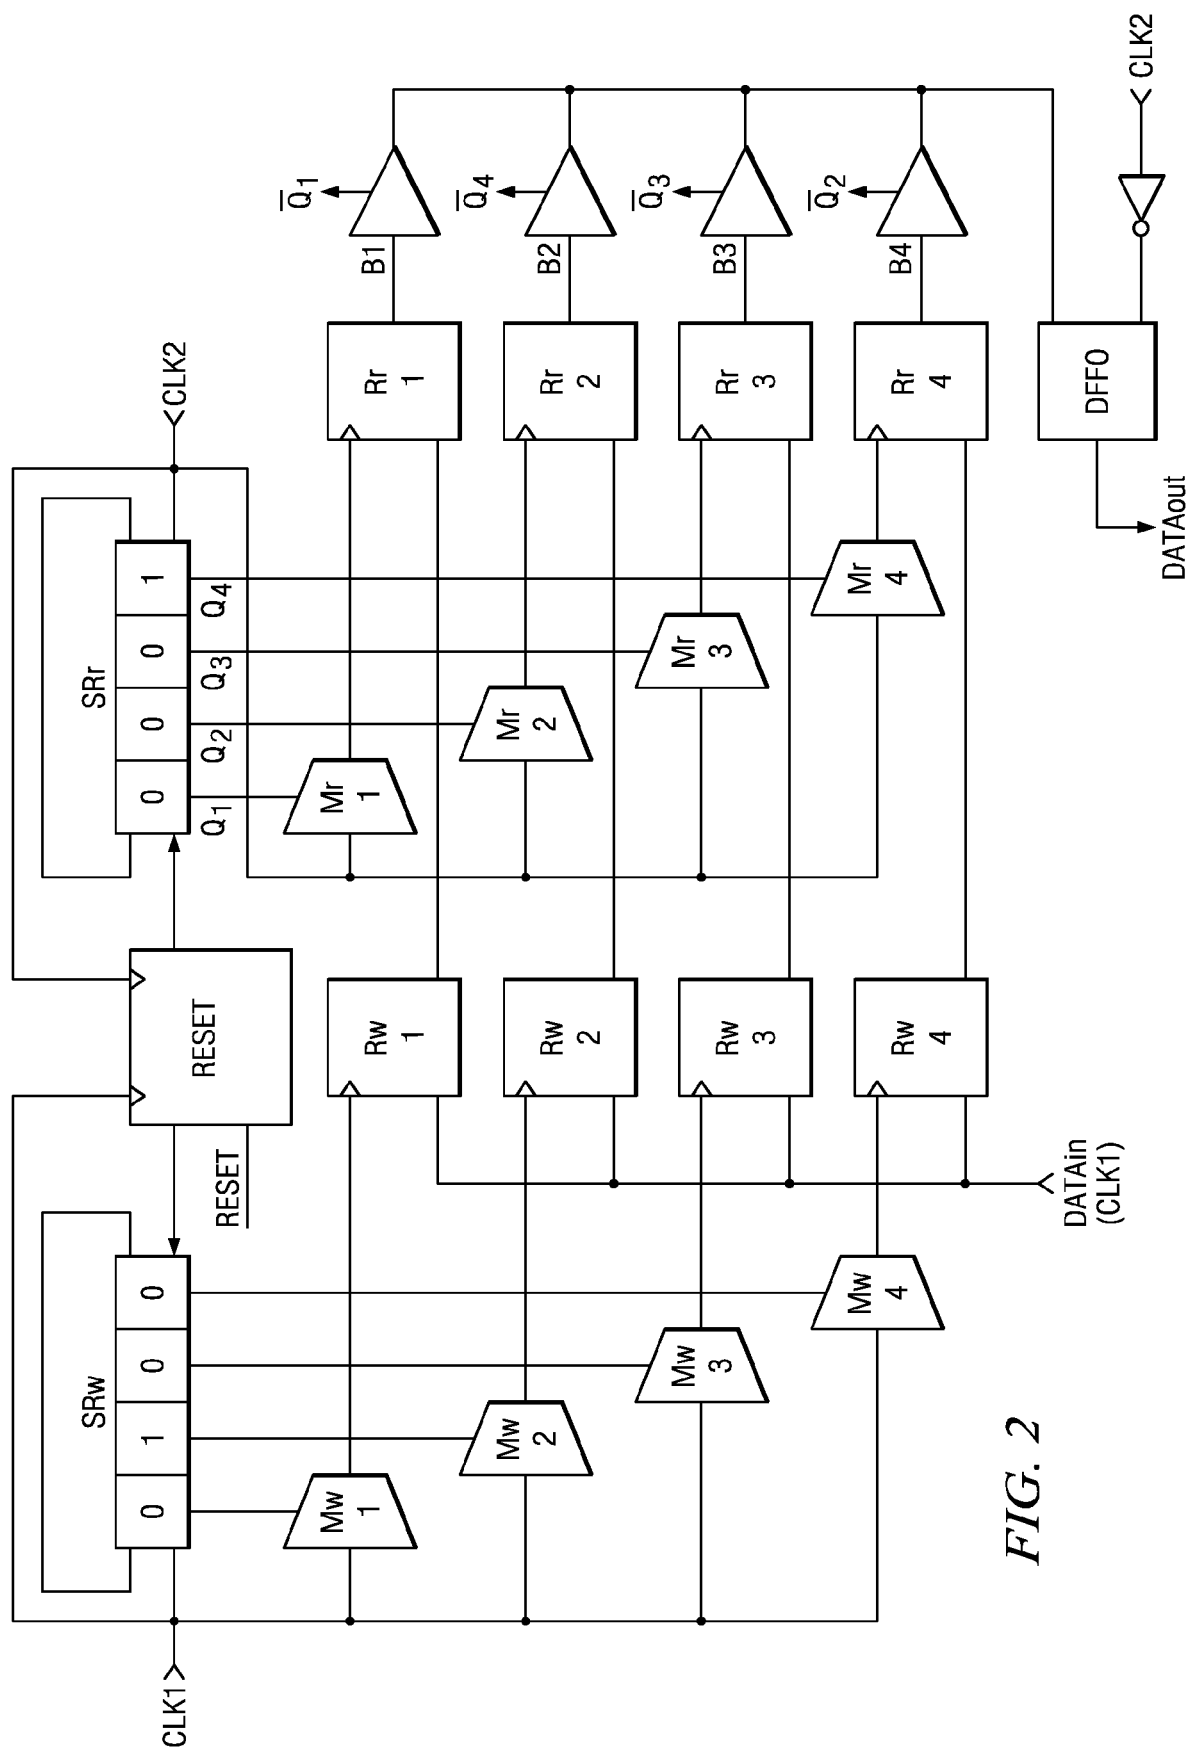 SRw
0 1 0 0
CLK1
RESET
RESET
SRr
0 0 0 1
CLK2
Q1 Q2 Q3 Q4
Mw 1
Mw 2
Mw 3
Mw 4
Rw 1
Rw 2
Rw 3
Rw 4
Mr 1
Mr 2
Mr 3
Mr 4
Rr 1
Rr 2
Rr 3
Rr 4
B1
B2
B3
B4
Q̅1
Q̅4
Q̅3
Q̅2
DATAin
(CLK1)
DFFO
DATAout
CLK2
FIG. 2